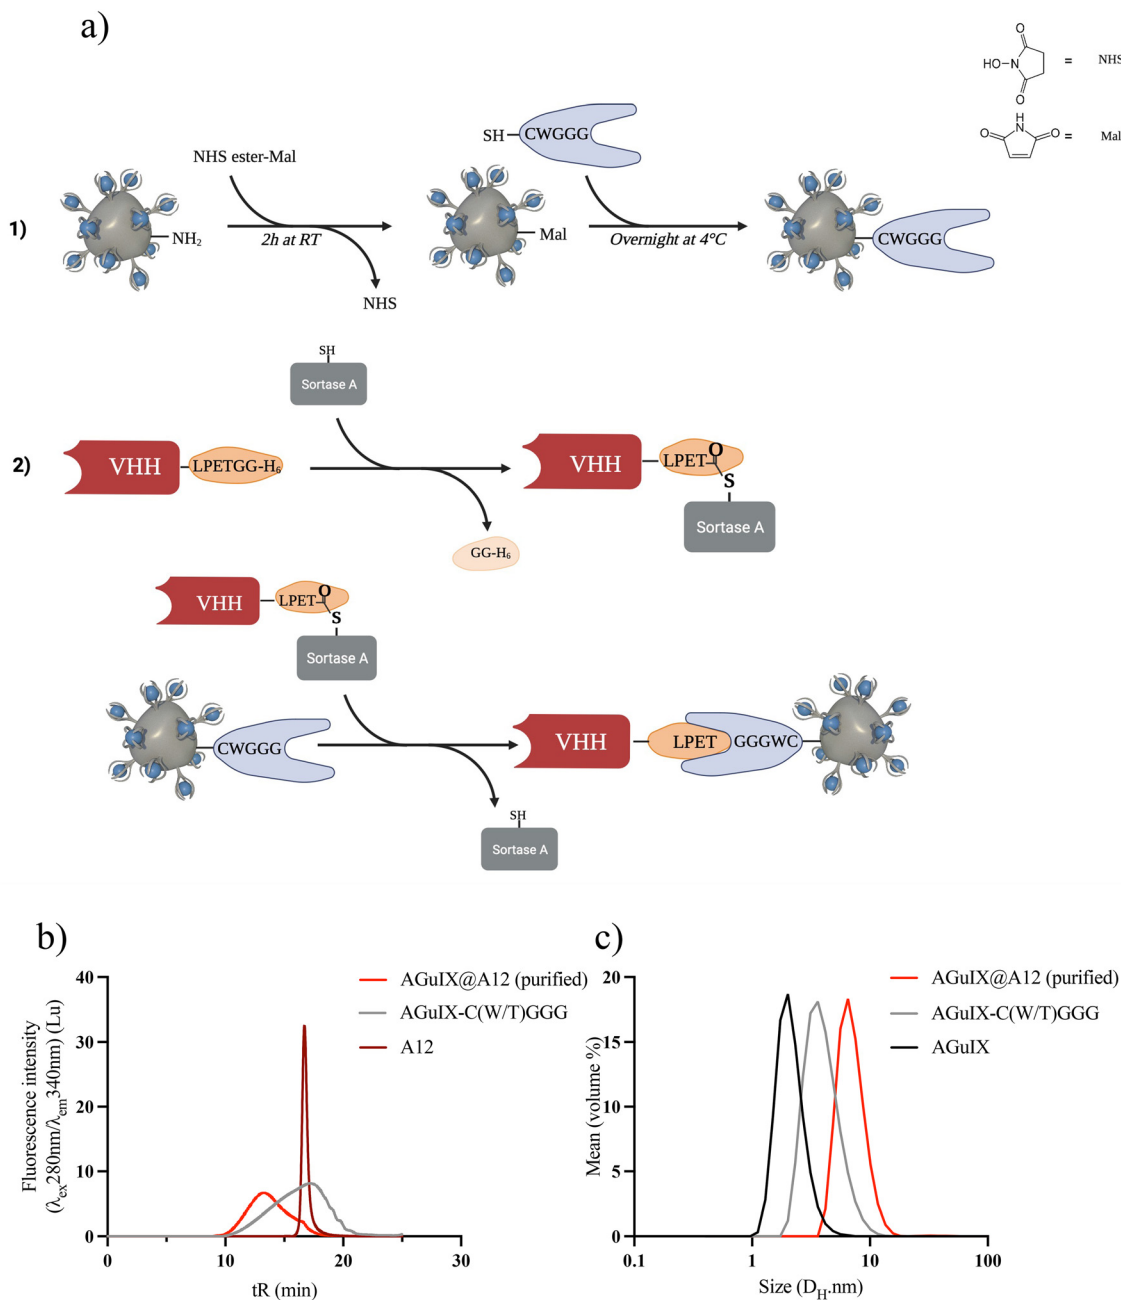 a)
HO
N
O
O
=
NHS
H
N
O
O
=
Mal
SH
CWGGG
NHS ester-Mal
1)
NH₂
2h at RT
Mal
Overnight at 4°C
CWGGG
NHS
SH
Sortase A
2)
VHH
LPETGG-H₆
VHH
LPET
O
S
Sortase A
GG-H₆
VHH
LPET
O
S
Sortase A
CWGGG
VHH
LPET
GGGWC
SH
Sortase A
b)
40
30
20
10
0
0
10
20
30
Fluorescence intensity
(λex280nm/λem340nm) (Lu)
tR (min)
AGuIX@A12 (purified)
AGuIX-C(W/T)GGG
A12
c)
20
15
10
5
0
0.1
1
10
100
Mean (volume %)
Size (DH.nm)
AGuIX@A12 (purified)
AGuIX-C(W/T)GGG
AGuIX